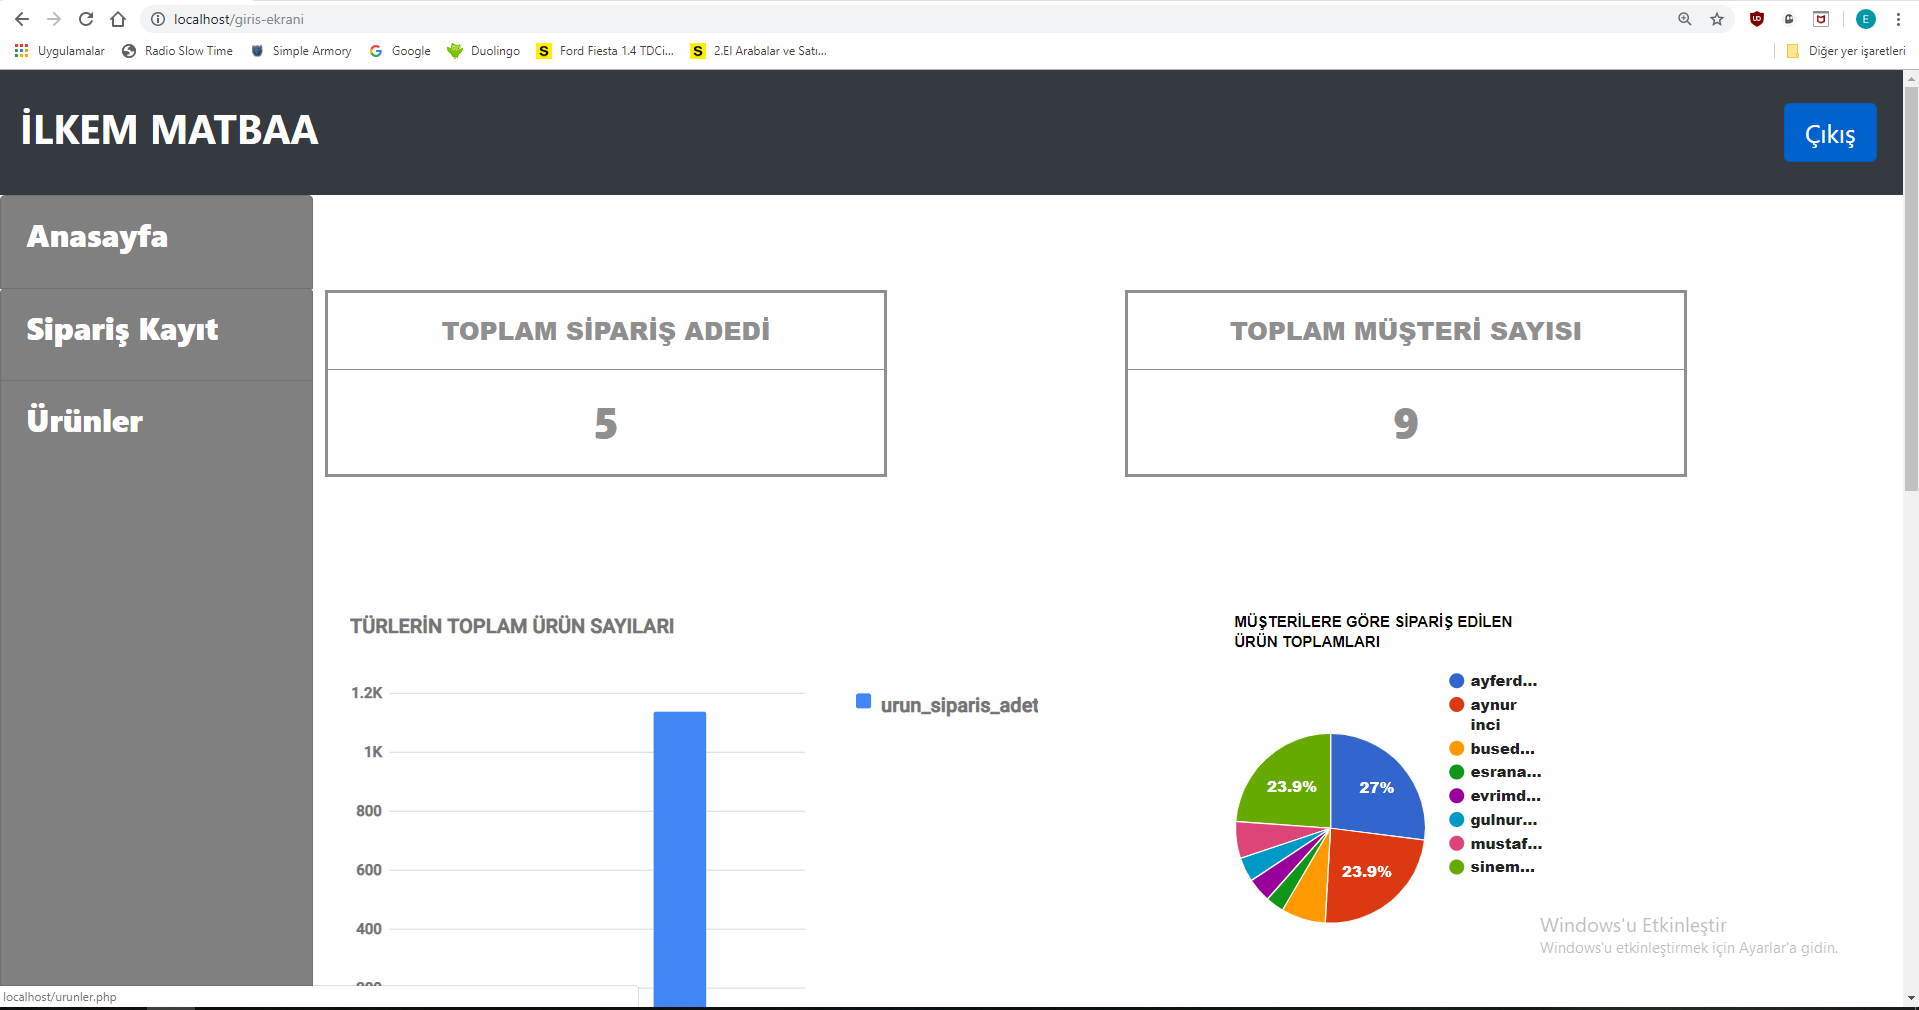 localhost/giris-ekrani
Uygulamalar
Radio Slow Time
Simple Armory
Google
Duolingo
Ford Fiesta 1.4 TDCi...
2.El Arabalar ve Satı...
Diğer yer işaretleri
İLKEM MATBAA
Çıkış
Anasayfa
Sipariş Kayıt
Ürünler
TOPLAM SİPARİŞ ADEDİ
5
TOPLAM MÜŞTERİ SAYISI
9
TÜRLERİN TOPLAM ÜRÜN SAYILARI
1.2K
1K
800
600
400
urun_siparis_adet
MÜŞTERİLERE GÖRE SİPARİŞ EDİLEN
ÜRÜN TOPLAMLARI
23.9%
27%
23.9%
ayferd...
aynur
inci
bused...
esrana...
evrimd...
gulnur...
mustaf...
sinem...
Windows'u Etkinleştir
Windows'u etkinleştirmek için Ayarlar'a gidin.
localhost/urunler.php